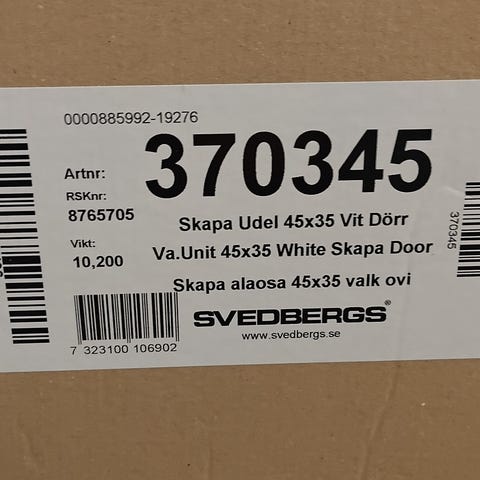 0000885992-19276
Artnr: 370345
RSKnr:
8765705
Skapa Udel 45x35 Vit Dörr
Vikt:
Va.Unit 45x35 White Skapa Door
10,200
Skapa alaosa 45x35 valk ovi
SVEDBERGS®
www.svedbergs.se
7 323100 106902
370345